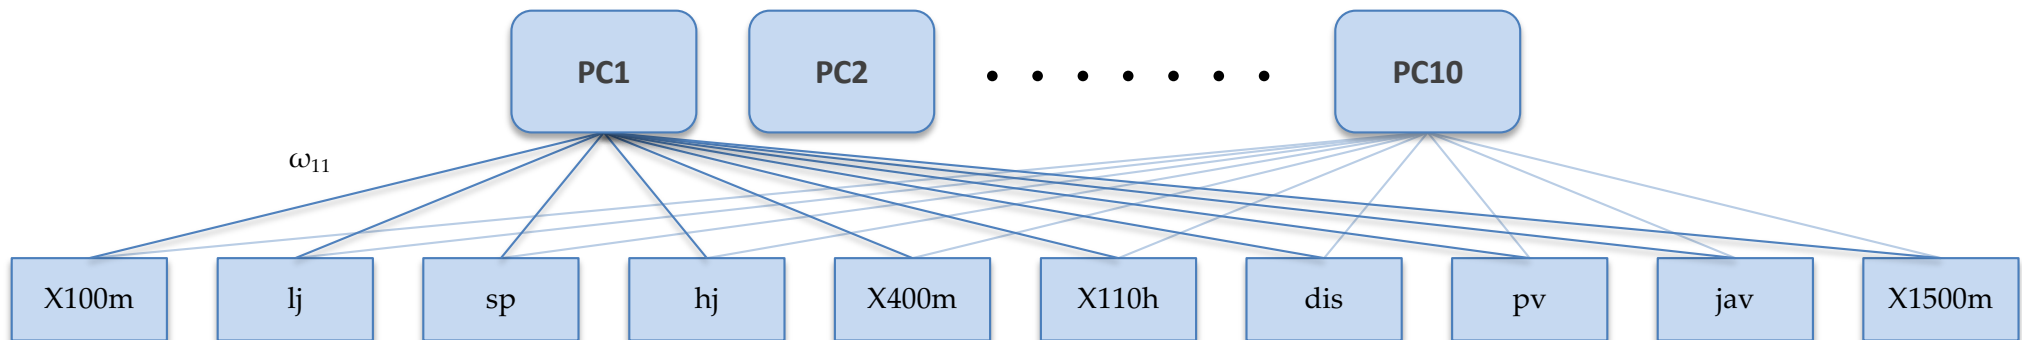 PC1 PC2 . . . . . . . PC10
ω₁₁
X100m lj sp hj X400m X110h dis pv jav X1500m